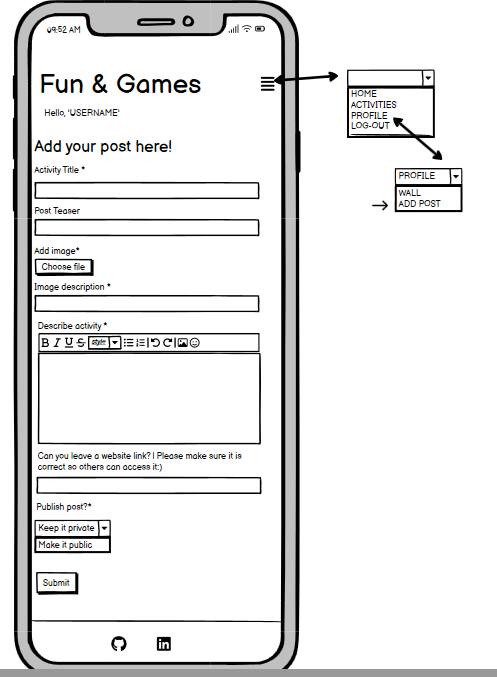 09:52 AM
Fun & Games
Hello, 'USERNAME'
Add your post here!
Activity Title *
Post Teaser
Add image*
Choose file
Image description *
Describe activity *
B I U S style
Can you leave a website link? I Please make sure it is
correct so others can access it:)
Publish post?*
Keep it private
Make it public
Submit
in
HOME
ACTIVITIES
PROFILE
LOG-OUT
PROFILE
WALL
ADD POST